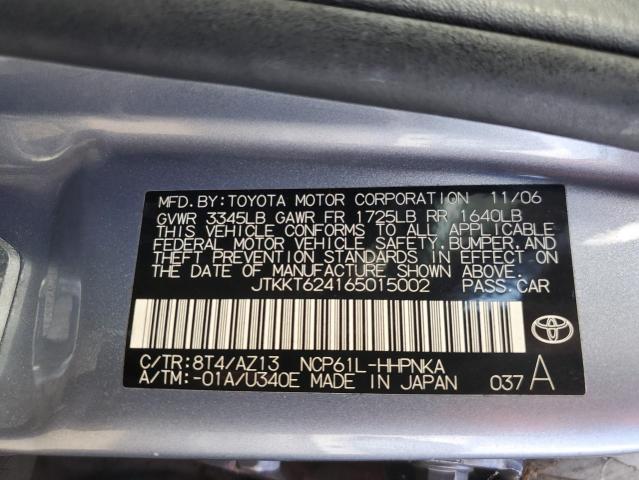 MFD. BY: TOYOTA MOTOR CORPORATION 11/06
GVWR 3345LB GAWR FR 1725LB RR 1640LB
THIS VEHICLE CONFORMS TO ALL APPLICABLE
FEDERAL MOTOR VEHICLE SAFETY, BUMPER, AND
THEFT PREVENTION STANDARDS IN EFFECT ON
THE DATE OF MANUFACTURE SHOWN ABOVE.
JTKKT624165015002 PASS. CAR
C/TR: 8T4/AZ13 NCP61L-HHPNKA
A/TM: -01A/U340E MADE IN JAPAN 037 A